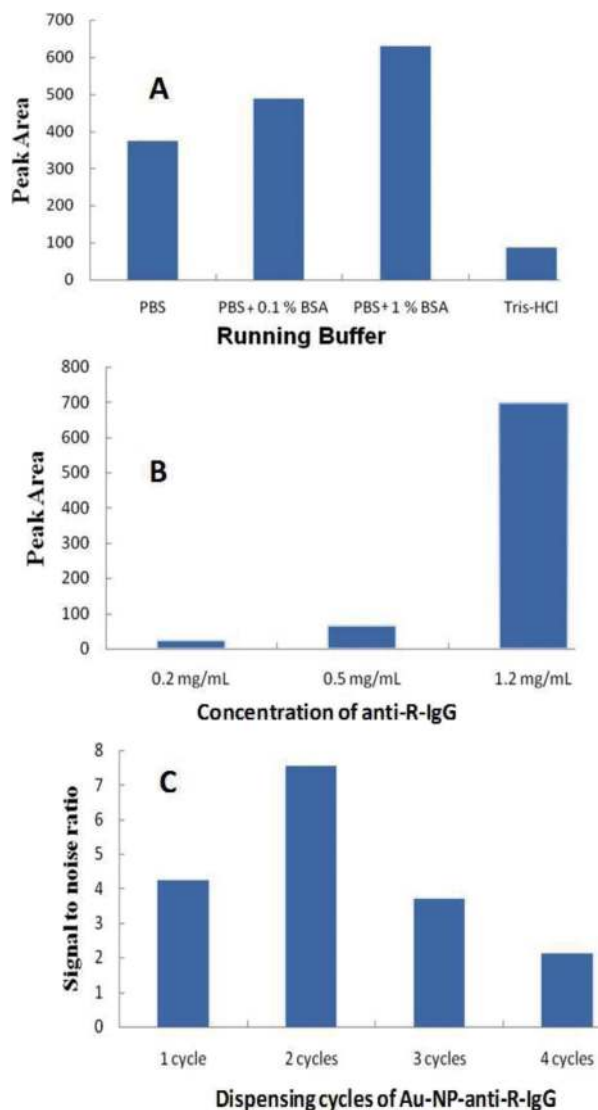 700
600
500
400
300
200
100
0
Peak Area
A
PBS
PBS+0.1 % BSA
PBS+1 % BSA
Tris-HCl
Running Buffer
800
700
600
500
400
300
200
100
0
Peak Area
B
0.2 mg/mL
0.5 mg/mL
1.2 mg/mL
Concentration of anti-R-IgG
8
7
6
5
4
3
2
1
0
Signal to noise ratio
C
1 cycle
2 cycles
3 cycles
4 cycles
Dispensing cycles of Au-NP-anti-R-IgG